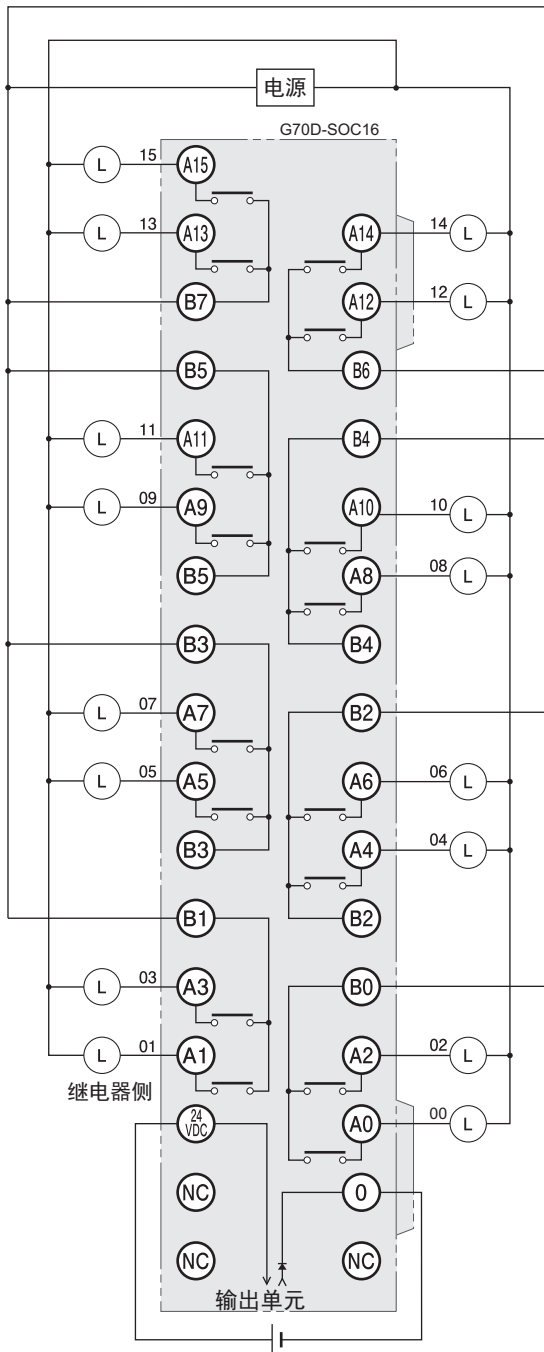 电源
G70D-SOC16
L 15 A15
L 13 A13 A14 14 L
B7 A12 12 L
B5 B6
L 11 A11 B4
L 09 A9 A10 10 L
B5 A8 08 L
B3 B4
L 07 A7 B2
L 05 A5 A6 06 L
B3 A4 04 L
B1 B2
L 03 A3 B0
L 01 A1 A2 02 L
继电器侧
24 VDC A0 00 L
NC 0
NC NC
输出单元